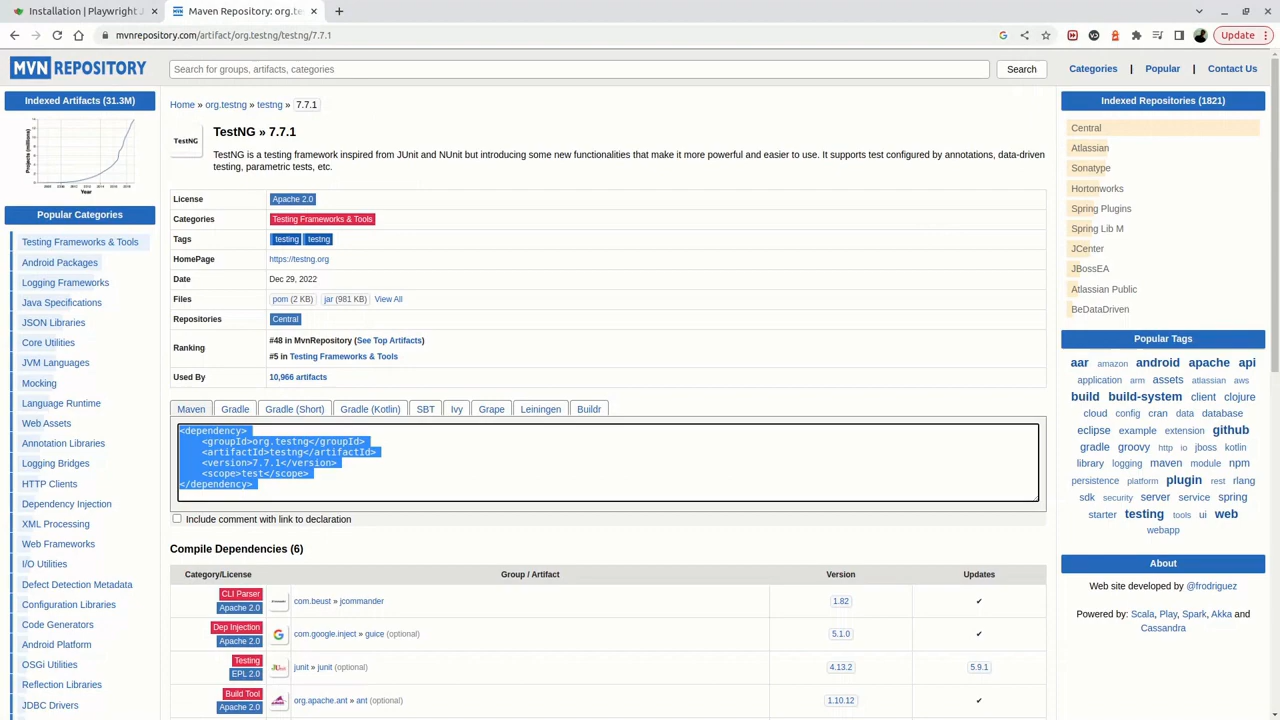 Installation | Playwright J
Maven Repository: org.te
mvnrepository.com/artifact/org.testng/testng/7.7.1
Update
MVN REPOSITORY
Search for groups, artifacts, categories
Search
Categories | Popular | Contact Us
Indexed Artifacts (31.3M)
Projects (millions)
Year
Popular Categories
Testing Frameworks & Tools
Android Packages
Logging Frameworks
Java Specifications
JSON Libraries
Core Utilities
JVM Languages
Mocking
Language Runtime
Web Assets
Annotation Libraries
Logging Bridges
HTTP Clients
Dependency Injection
XML Processing
Web Frameworks
I/O Utilities
Defect Detection Metadata
Configuration Libraries
Code Generators
Android Platform
OSGi Utilities
Reflection Libraries
JDBC Drivers
Home » org.testng » testng » 7.7.1
TestNG
TestNG » 7.7.1
TestNG is a testing framework inspired from JUnit and NUnit but introducing some new functionalities that make it more powerful and easier to use. It supports test configured by annotations, data-driven
testing, parametric tests, etc.
License Apache 2.0
Categories Testing Frameworks & Tools
Tags testing testng
HomePage https://testng.org
Date Dec 29, 2022
Files pom (2 KB) jar (981 KB) View All
Repositories Central
Ranking #48 in MvnRepository (See Top Artifacts)
#5 in Testing Frameworks & Tools
Used By 10,966 artifacts
Maven Gradle Gradle (Short) Gradle (Kotlin) SBT Ivy Grape Leiningen Buildr
<dependency>
    <groupId>org.testng</groupId>
    <artifactId>testng</artifactId>
    <version>7.7.1</version>
    <scope>test</scope>
</dependency>
Include comment with link to declaration
Compile Dependencies (6)
Category/License Group / Artifact Version Updates
CLI Parser
Apache 2.0
com.beust » jcommander 1.82 ✔
Dep Injection
Apache 2.0
com.google.inject » guice (optional) 5.1.0 ✔
Testing
EPL 2.0
junit » junit (optional) 4.13.2 5.9.1
Build Tool
Apache 2.0
org.apache.ant » ant (optional) 1.10.12 ✔
Indexed Repositories (1821)
Central
Atlassian
Sonatype
Hortonworks
Spring Plugins
Spring Lib M
JCenter
JBossEA
Atlassian Public
BeDataDriven
Popular Tags
aar amazon android apache api
application arm assets atlassian aws
build build-system client clojure
cloud config cran data database
eclipse example extension github
gradle groovy http io jboss kotlin
library logging maven module npm
persistence platform plugin rest rlang
sdk security server service spring
starter testing tools ui web
webapp
About
Web site developed by @frodriguez
Powered by: Scala, Play, Spark, Akka and
Cassandra